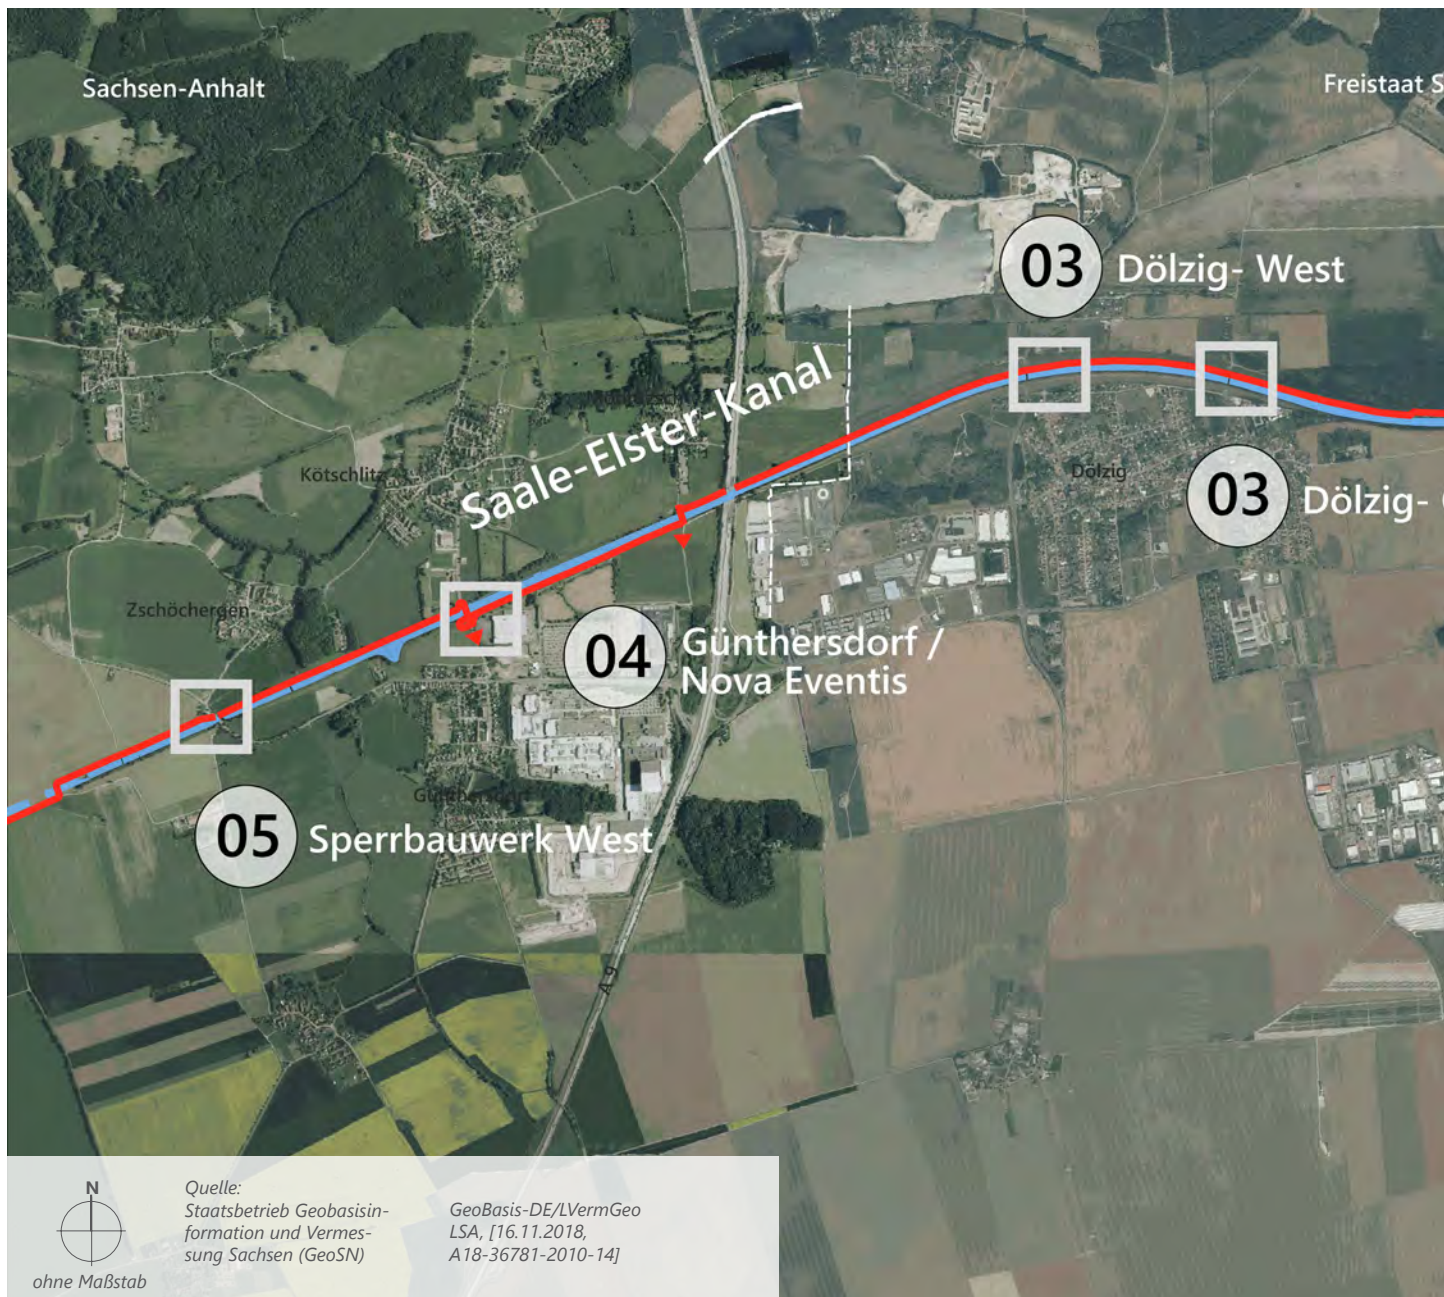 Sachsen-Anhalt
Freistaat S
03
Dölzig- West
Saale-Elster-Kanal
Kötschlitz
Dölzig
03
Dölzig-
Zschöchergen
04
Günthersdorf /
Nova Eventis
Günthersdorf
05
Sperrbauwerk West
A 9
N
ohne Maßstab
Quelle:
Staatsbetrieb Geobasisin-
formation und Vermes-
sung Sachsen (GeoSN)
GeoBasis-DE/LVermGeo
LSA, [16.11.2018,
A18-36781-2010-14]